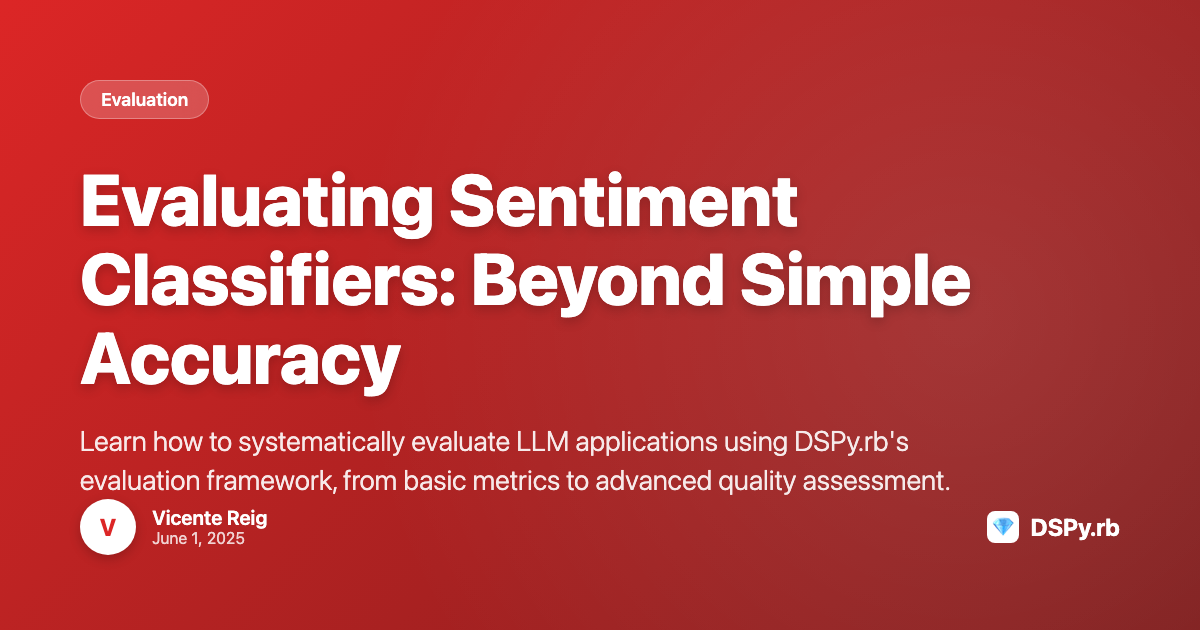 Evaluation
Evaluating Sentiment
Classifiers: Beyond Simple
Accuracy
Learn how to systematically evaluate LLM applications using DSPy.rb's
evaluation framework, from basic metrics to advanced quality assessment.
V
Vicente Reig
June 1, 2025
DSPy.rb